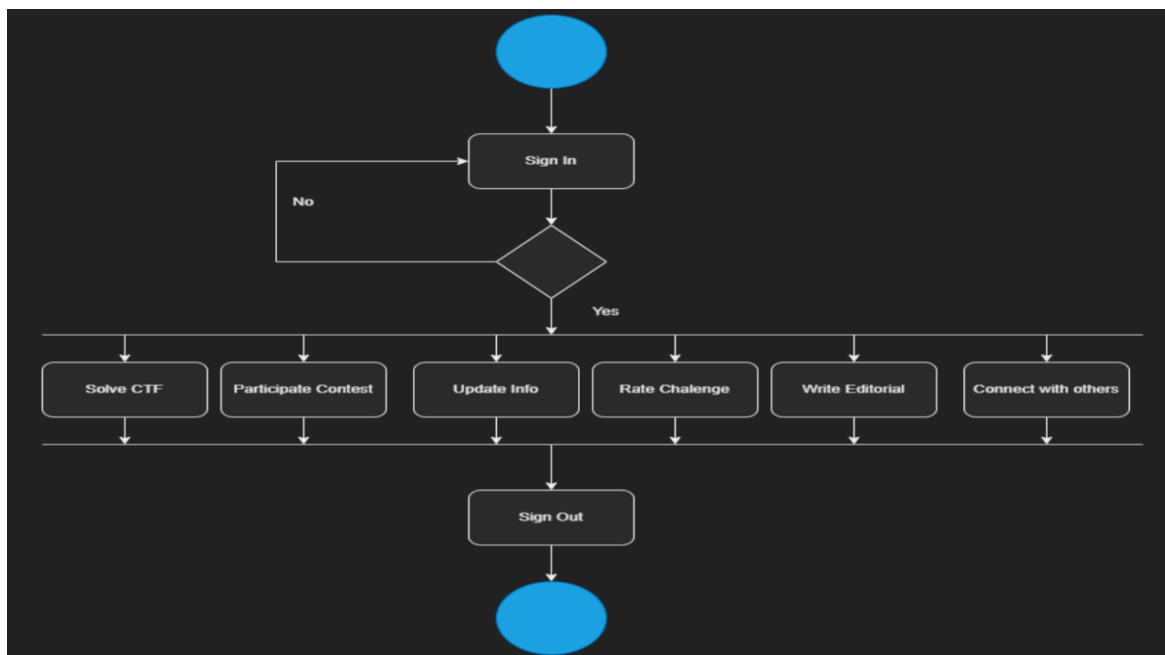 Sign In
No
Yes
Solve CTF
Participate Contest
Update Info
Rate Chalenge
Write Editorial
Connect with others
Sign Out